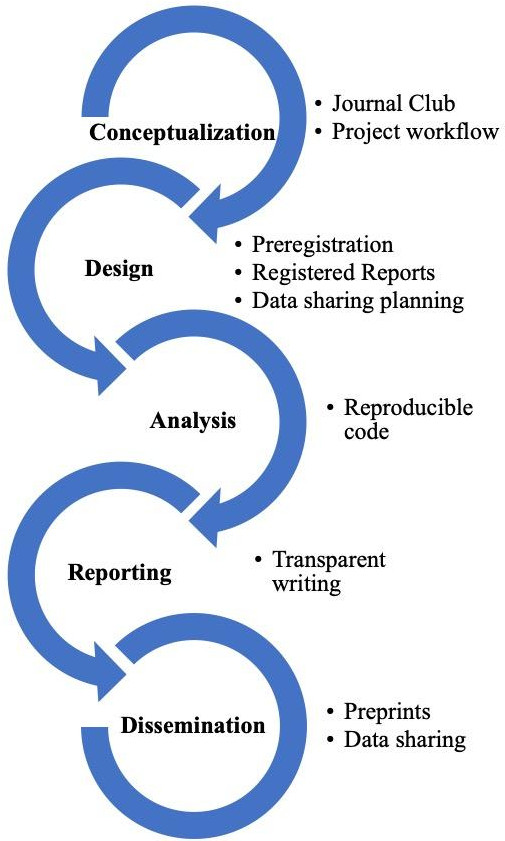 Conceptualization
• Journal Club
• Project workflow
Design
• Preregistration
• Registered Reports
• Data sharing planning
Analysis
• Reproducible
code
Reporting
• Transparent
writing
Dissemination
• Preprints
• Data sharing